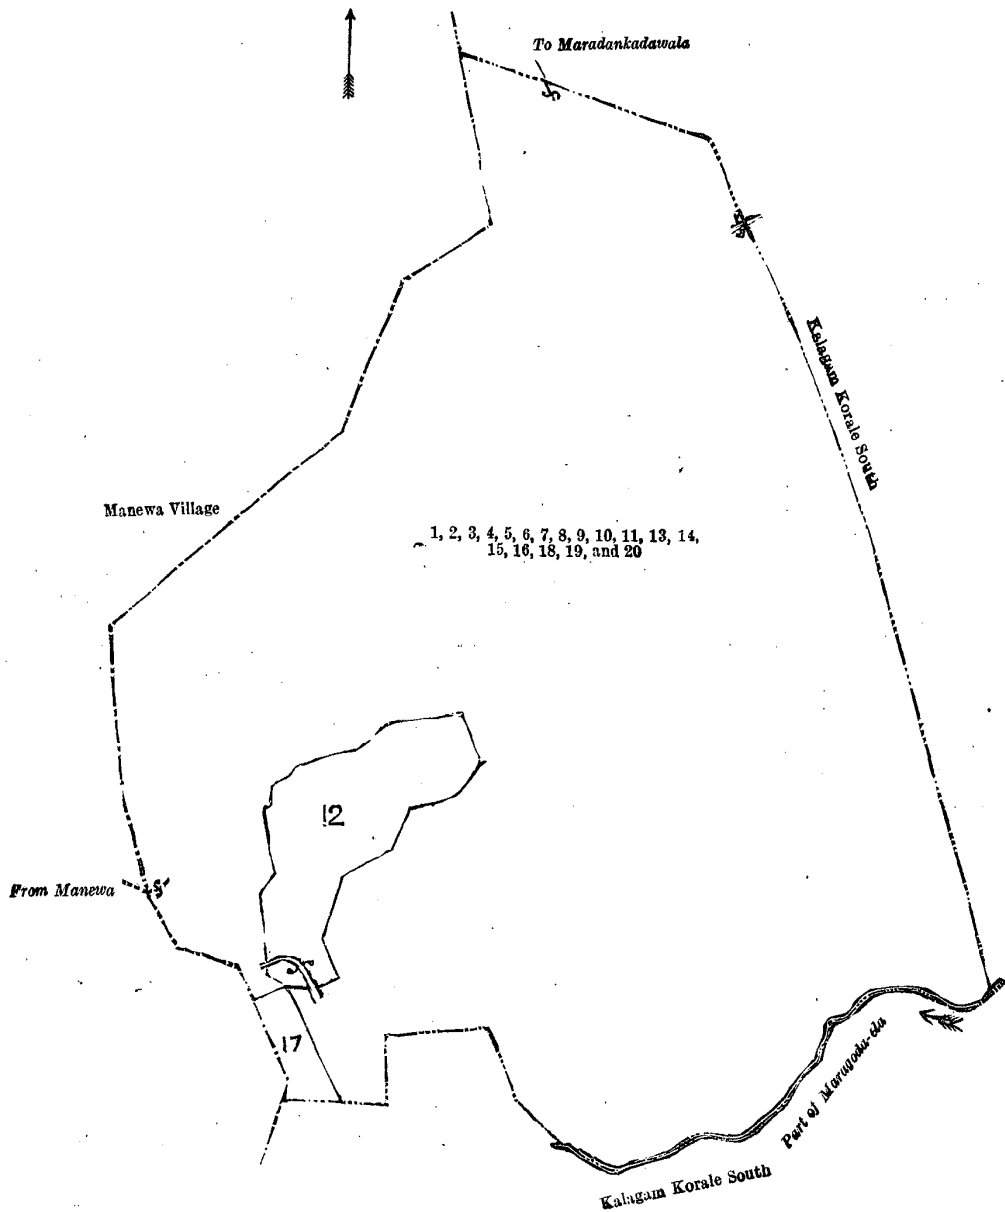 To Maradankadawala
Kalagam Korale South
Manewa Village
1, 2, 3, 4, 5, 6, 7, 8, 9, 10, 11, 13, 14,
15, 16, 18, 19, and 20
12
From Manewa
17
Part of Marugoda-ela
Kalagam Korale South